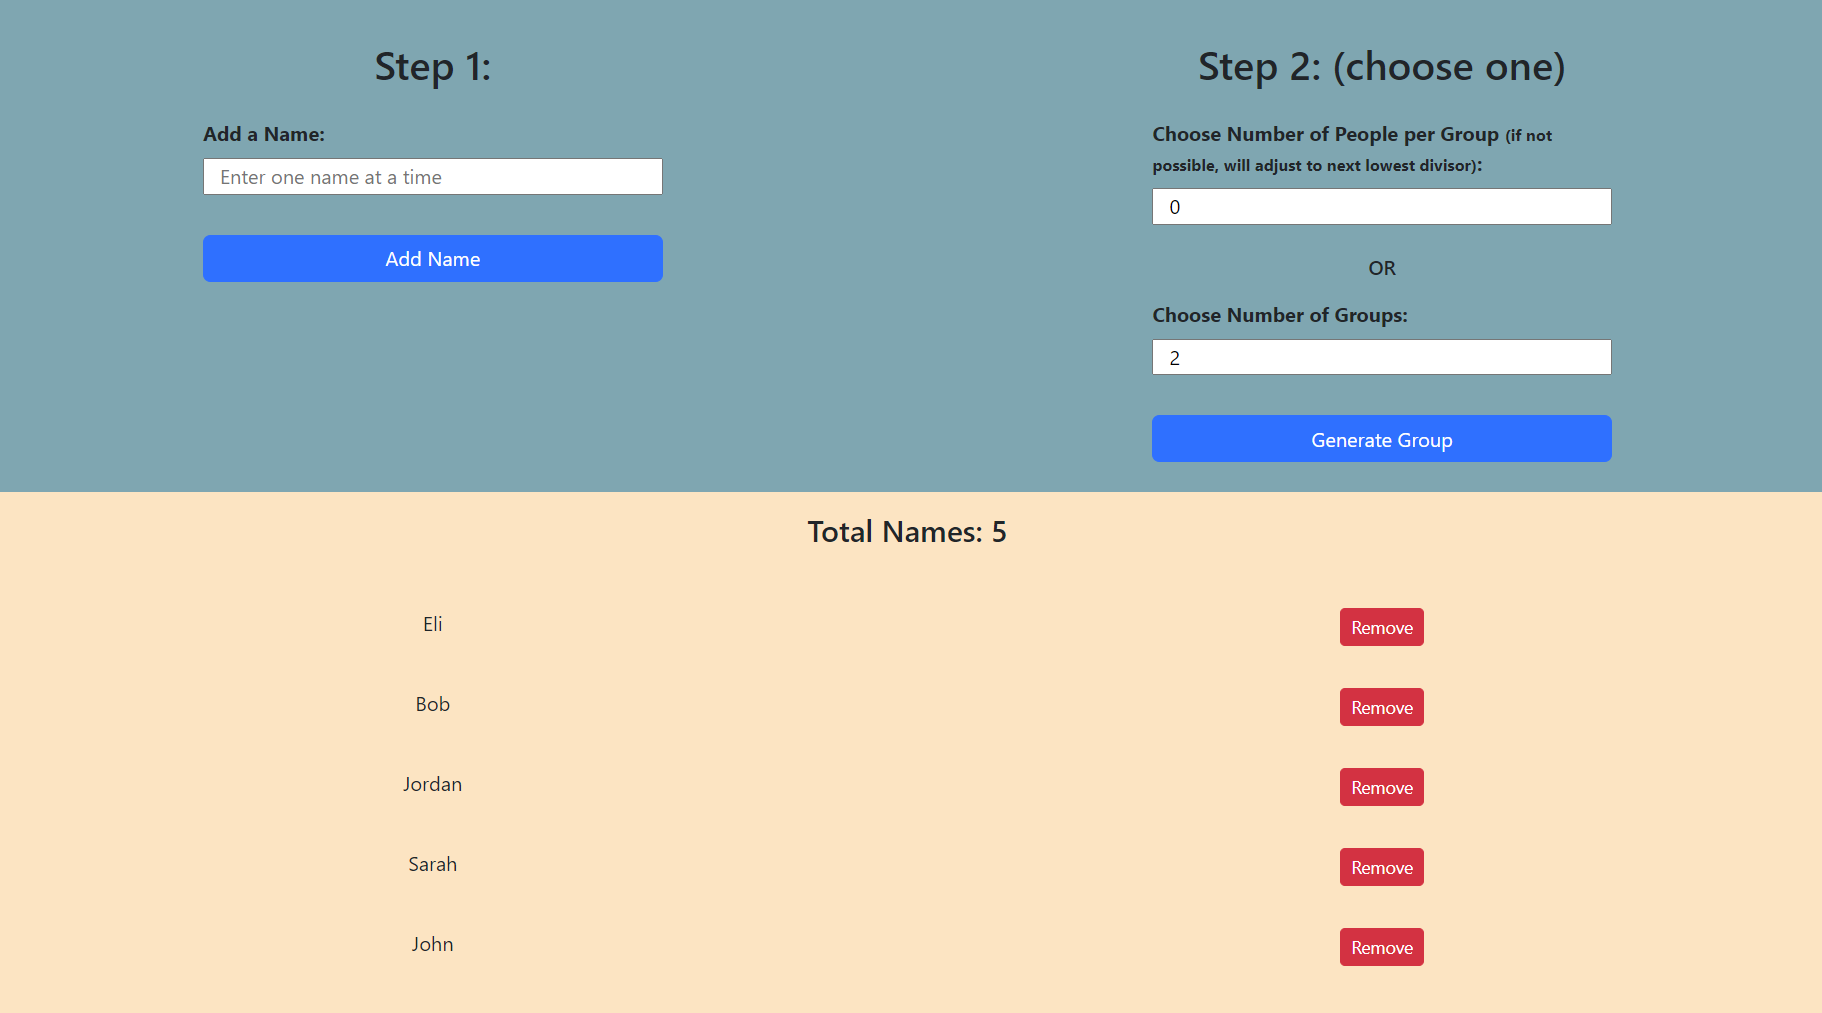 Step 1:
Add a Name:
Enter one name at a time
Add Name
Step 2: (choose one)
Choose Number of People per Group (if not
possible, will adjust to next lowest divisor):
0
OR
Choose Number of Groups:
2
Generate Group
Total Names: 5
Eli
Remove
Bob
Remove
Jordan
Remove
Sarah
Remove
John
Remove